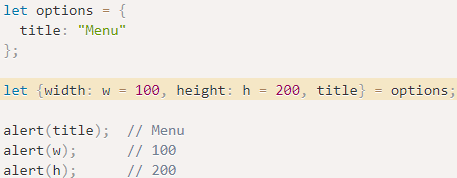 let options = {
  title: "Menu"
};

let {width: w = 100, height: h = 200, title} = options;

alert(title);  // Menu
alert(w);      // 100
alert(h);      // 200